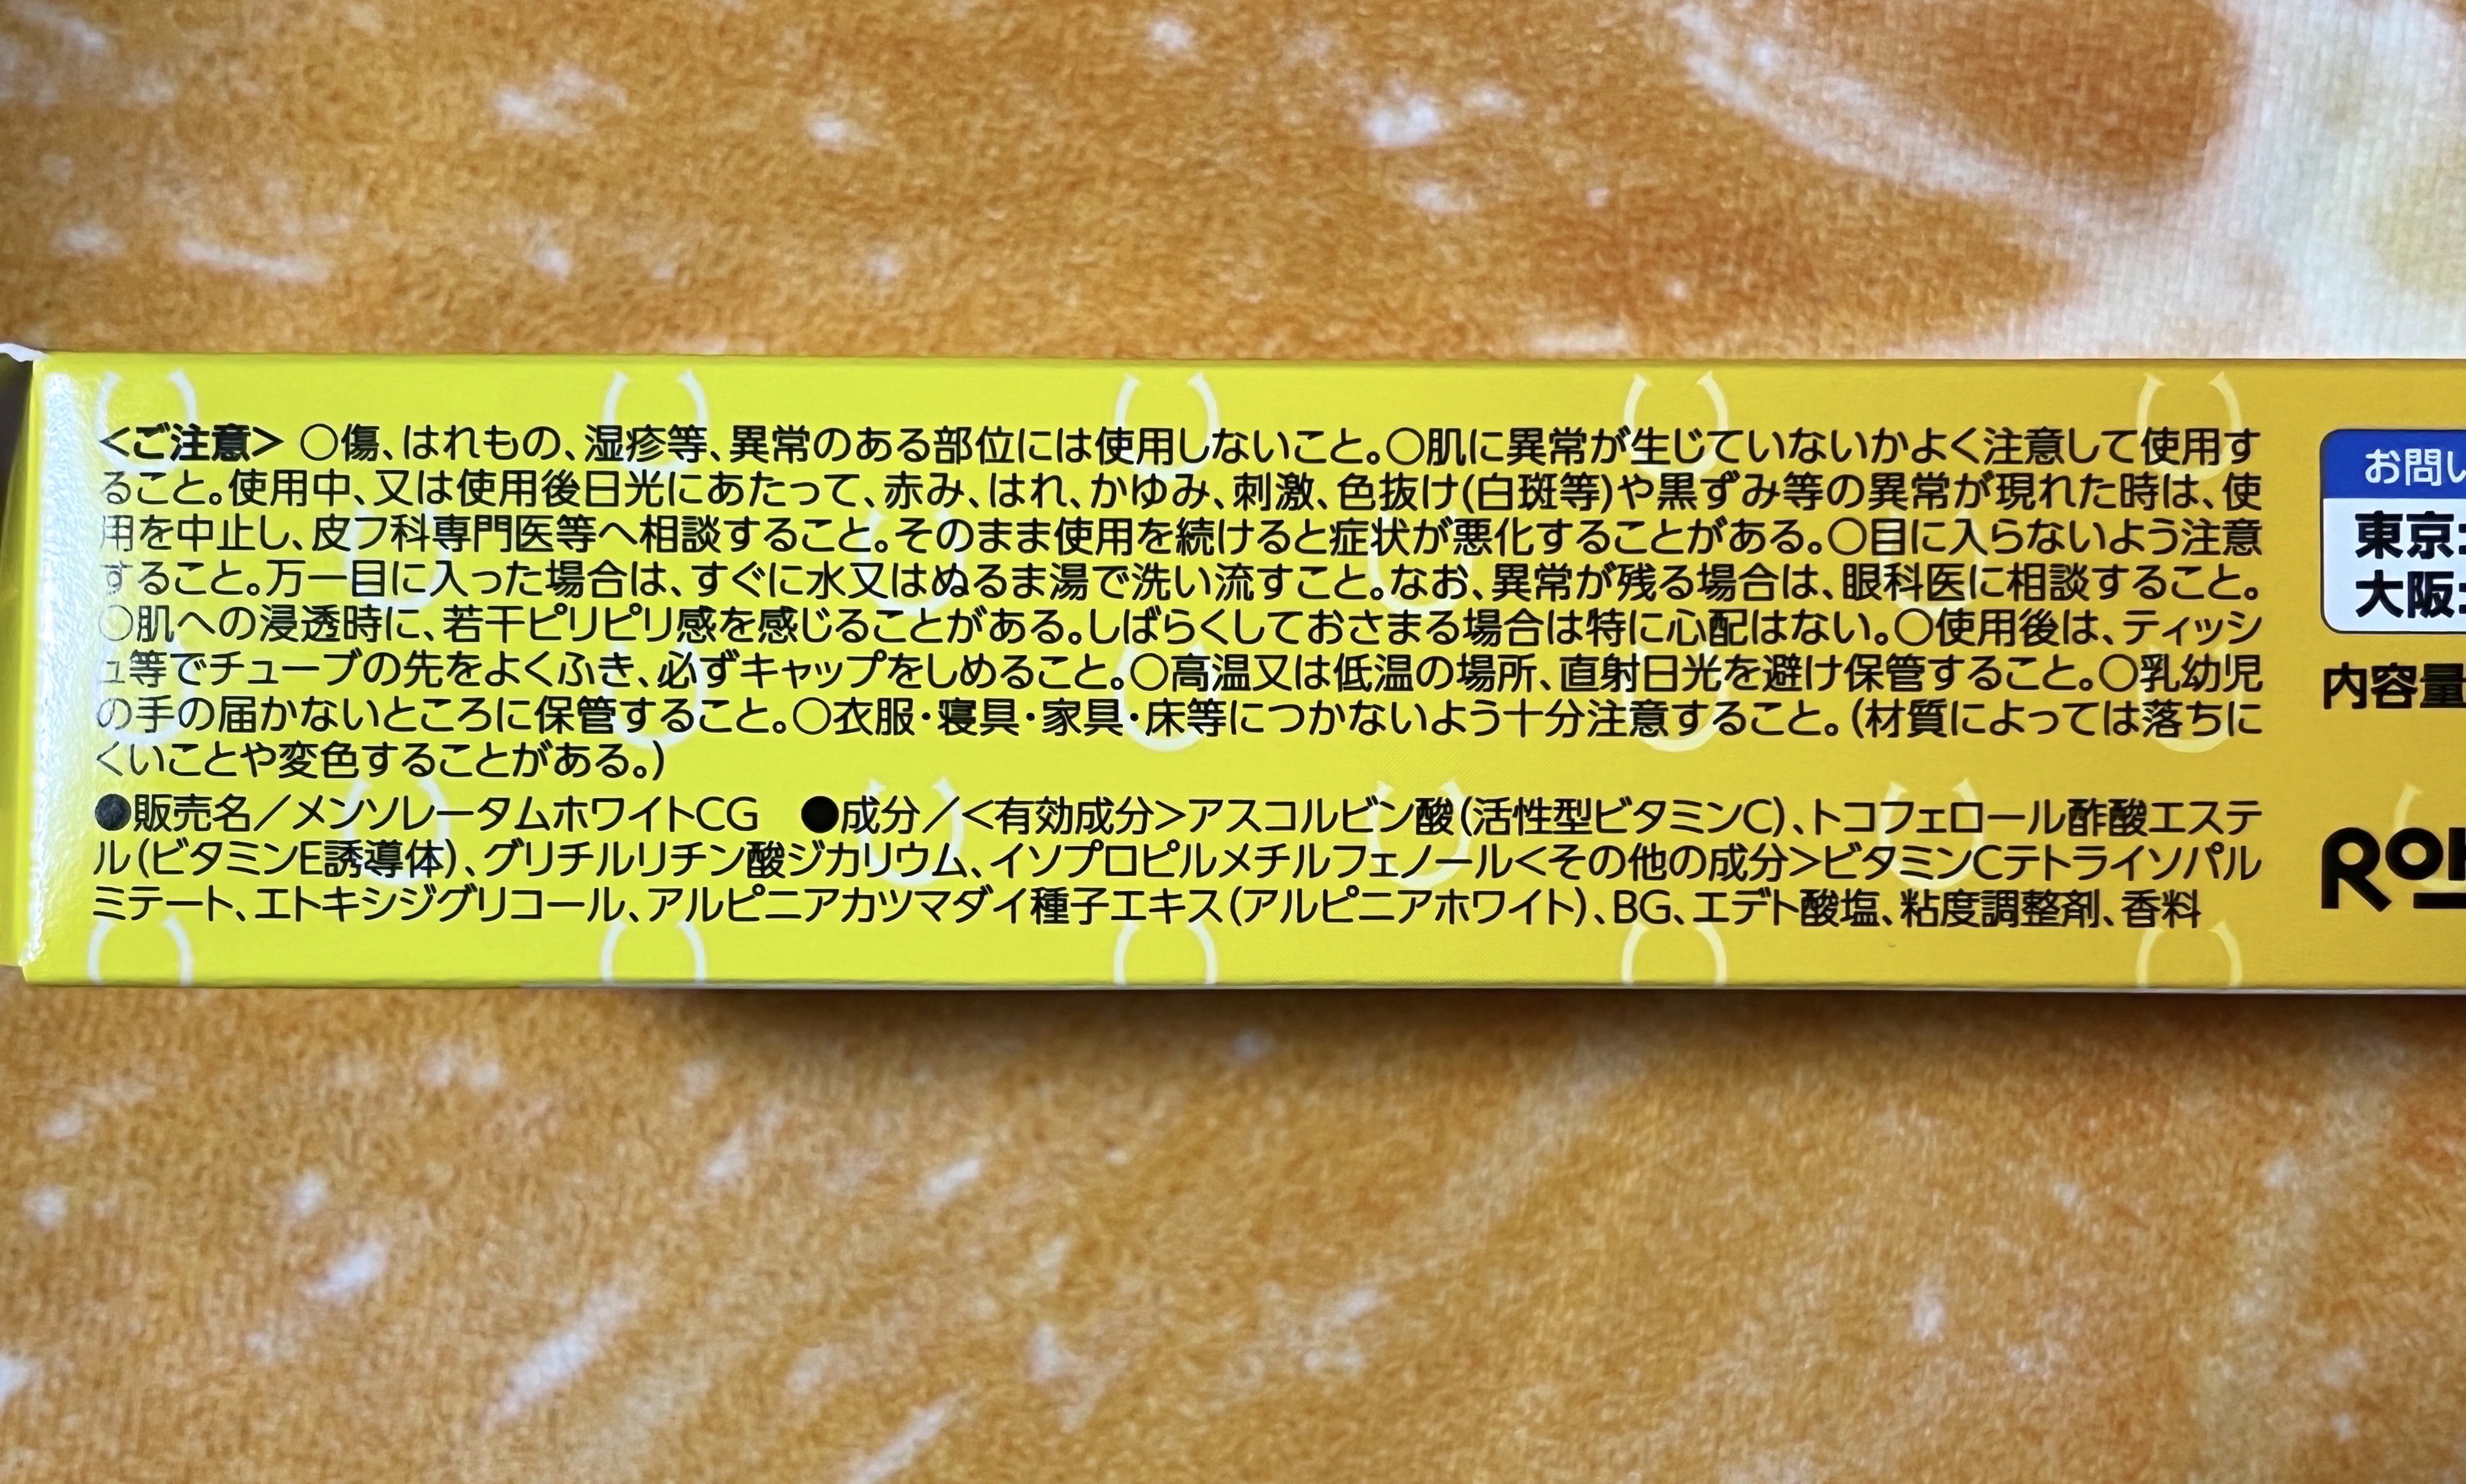 <ご注意> ○傷、はれもの、湿疹等、異常のある部位には使用しないこと。○肌に異常が生じていないかよく注意して使用す
ること。使用中、又は使用後日光にあたって、赤み、はれ、かゆみ、刺激、色抜け(白斑等)や黒ずみ等の異常が現れた時は、使
用を中止し、皮フ科専門医等へ相談すること。そのまま使用を続けると症状が悪化することがある。○目に入らないよう注意
すること。万一目に入った場合は、すぐに水又はぬるま湯で洗い流すこと。なお、異常が残る場合は、眼科医に相談すること。
○肌への浸透時に、若干ピリピリ感を感じることがある。しばらくしておさまる場合は特に心配はない。○使用後は、ティッシ
ュ等でチューブの先をよくふき、必ずキャップをしめること。○高温又は低温の場所、直射日光を避け保管すること。○乳幼児
の手の届かないところに保管すること。○衣服・寝具・家具・床等につかないよう十分注意すること。(材質によっては落ちに
くいことや変色することがある。)
●販売名／メンソレータムホワイトCG ●成分／<有効成分>アスコルビン酸(活性型ビタミンC)、トコフェロール酢酸エステ
ル(ビタミンE誘導体)、グリチルリチン酸ジカリウム、イソプロピルメチルフェノール<その他の成分>ビタミンCテトライソパル
ミテート、エトキシジグリコール、アルピニアカツマダイ種子エキス(アルピニアホワイト)、BG、エデト酸塩、粘度調整剤、香料
お問い
東京
大阪
内容量